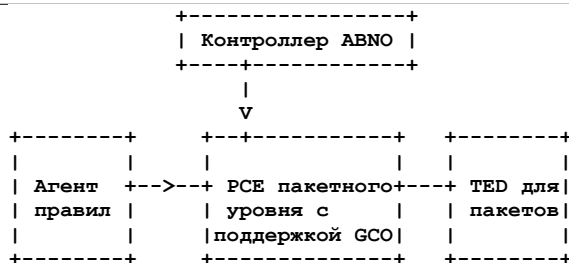 +-----------------+
| Контроллер ABNO |
+----+------------+
|
V
+--------+ +--+-----------+ +--------+
| | | | | |
| Агент +-->--+ PCE пакетного+---+ TED для|
| правил | | уровня с | | пакетов|
| | |поддержкой GCO| | |
+--------+ +--------------+ +--------+